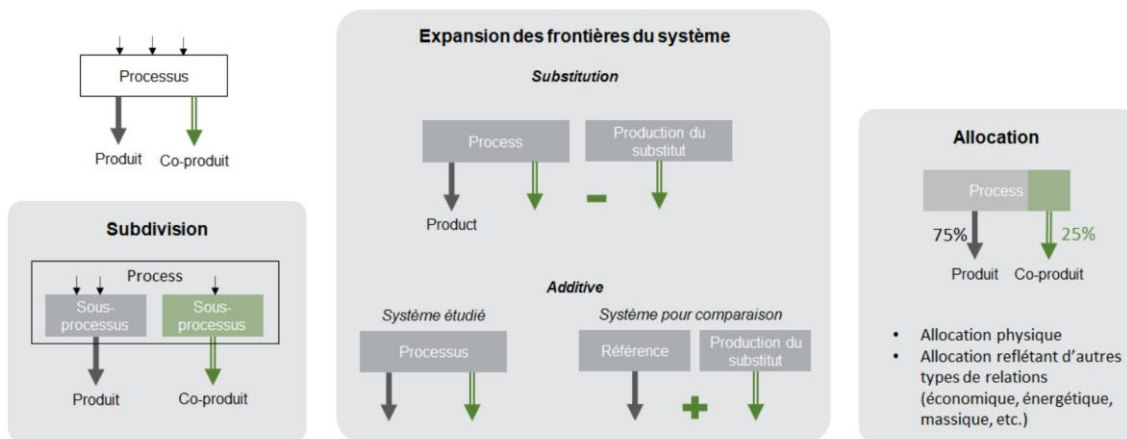 Processus
Produit
Co-produit
Subdivision
Process
Sous-
processus
Sous-
processus
Produit
Co-produit
Expansion des frontières du système
Substitution
Process
Production du
substitut
Product
Additive
Système étudié
Système pour comparaison
Processus
Référence
Production du
substitut
Allocation
Process
75%
25%
Produit
Co-produit
• Allocation physique
• Allocation reflétant d'autres
types de relations
(économique, énergétique,
massique, etc.)